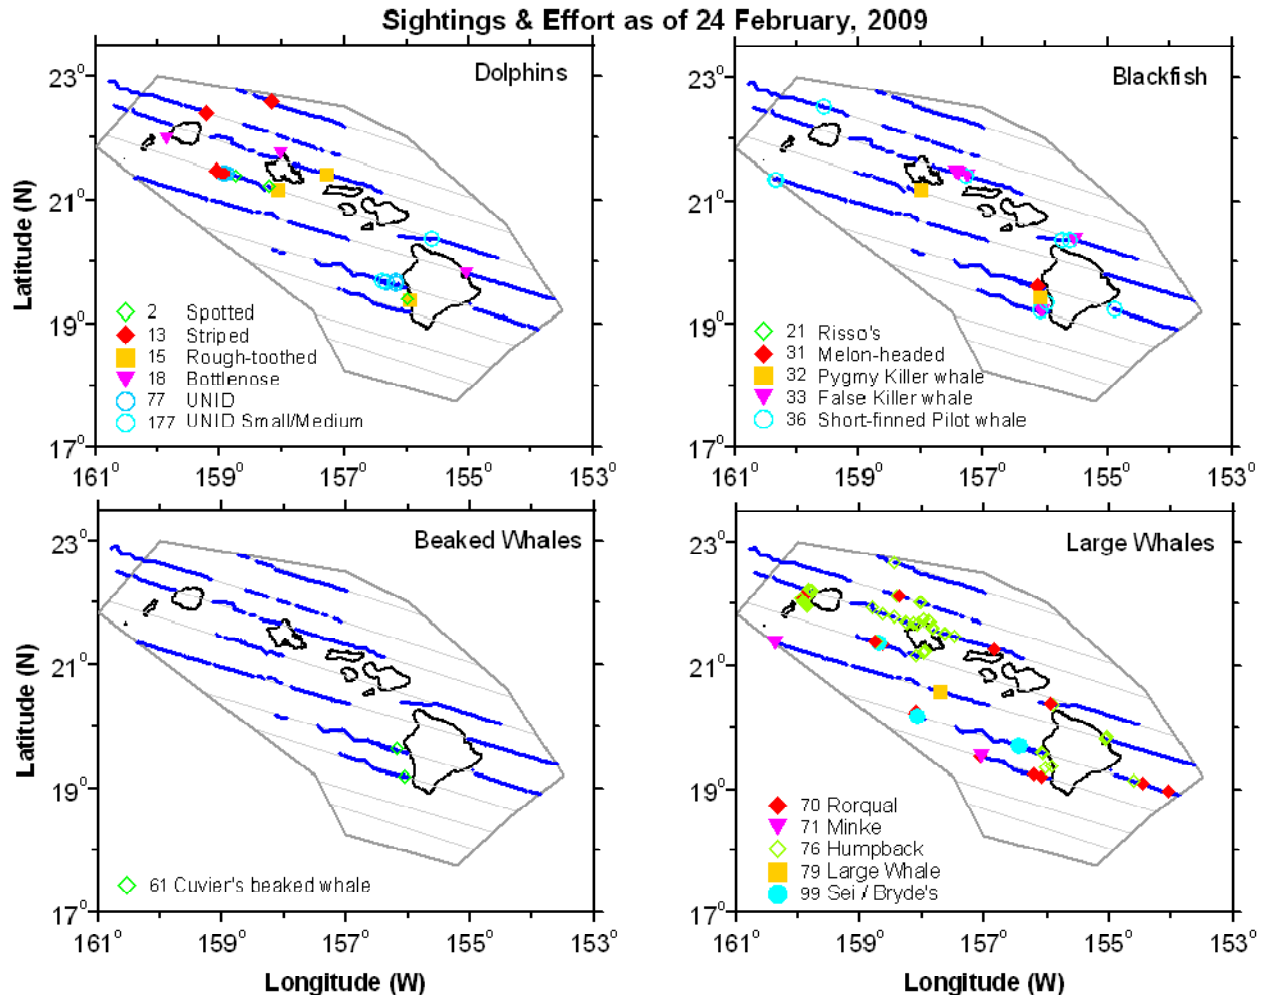 Sightings & Effort as of 24 February, 2009
Dolphins
23°
21°
19°
17°
Latitude (N)
2 Spotted
13 Striped
15 Rough-toothed
18 Bottlenose
77 UNID
177 UNID Small/Medium
161° 159° 157° 155° 153°
Blackfish
23°
21°
19°
17°
21 Risso's
31 Melon-headed
32 Pygmy Killer whale
33 False Killer whale
36 Short-finned Pilot whale
161° 159° 157° 155° 153°
Beaked Whales
23°
21°
19°
17°
Latitude (N)
61 Cuvier's beaked whale
161° 159° 157° 155° 153°
Longitude (W)
Large Whales
23°
21°
19°
17°
Latitude (N)
70 Rorqual
71 Minke
76 Humpback
79 Large Whale
99 Sei / Bryde's
161° 159° 157° 155° 153°
Longitude (W)